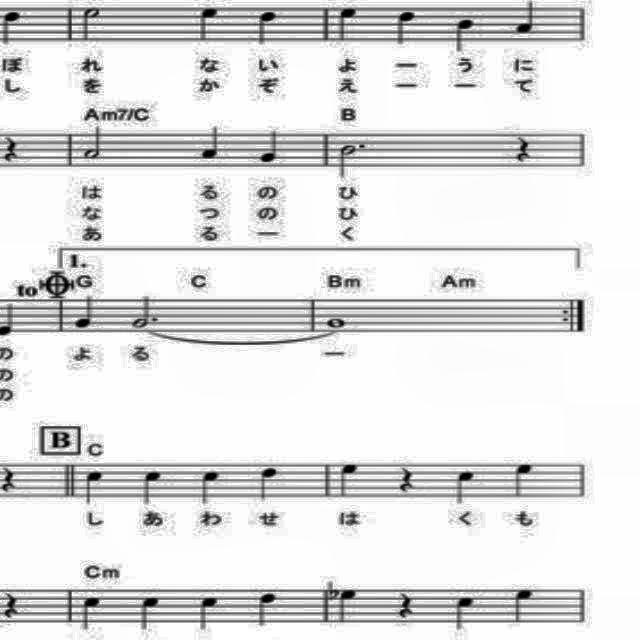 ぼ れ な い よ ー う に
し を か ぞ え ー ー て
Am7/C B
は る の ひ
な つ の ひ
あ る ー く
1.
to G C Bm Am
の よ る ー
の
の
B C
し あ わ せ は く も
Cm